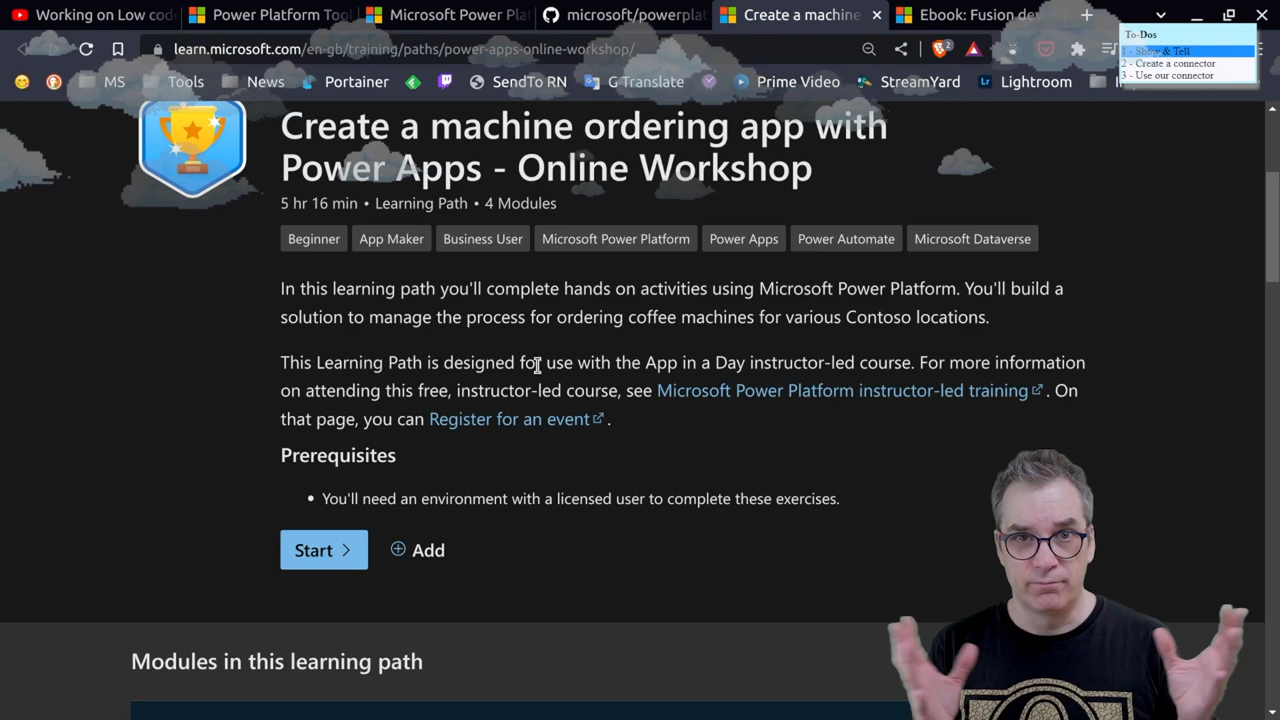 Working on Low cod
Power Platform Tool
Microsoft Power Plat
microsoft/powerplat
Create a machine
Ebook: Fusion dev
learn.microsoft.com/en-gb/training/paths/power-apps-online-workshop/
2
To-Dos
1 - Show & Tell
2 - Create a connector
3 - Use our connector
MS
Tools
News
Portainer
SendTo RN
G Translate
Prime Video
StreamYard
Lr Lightroom
Create a machine ordering app with
Power Apps - Online Workshop
5 hr 16 min • Learning Path • 4 Modules
Beginner
App Maker
Business User
Microsoft Power Platform
Power Apps
Power Automate
Microsoft Dataverse
In this learning path you'll complete hands on activities using Microsoft Power Platform. You'll build a
solution to manage the process for ordering coffee machines for various Contoso locations.
This Learning Path is designed for use with the App in a Day instructor-led course. For more information
on attending this free, instructor-led course, see Microsoft Power Platform instructor-led training. On
that page, you can Register for an event.
Prerequisites
• You'll need an environment with a licensed user to complete these exercises.
Start
Add
Modules in this learning path